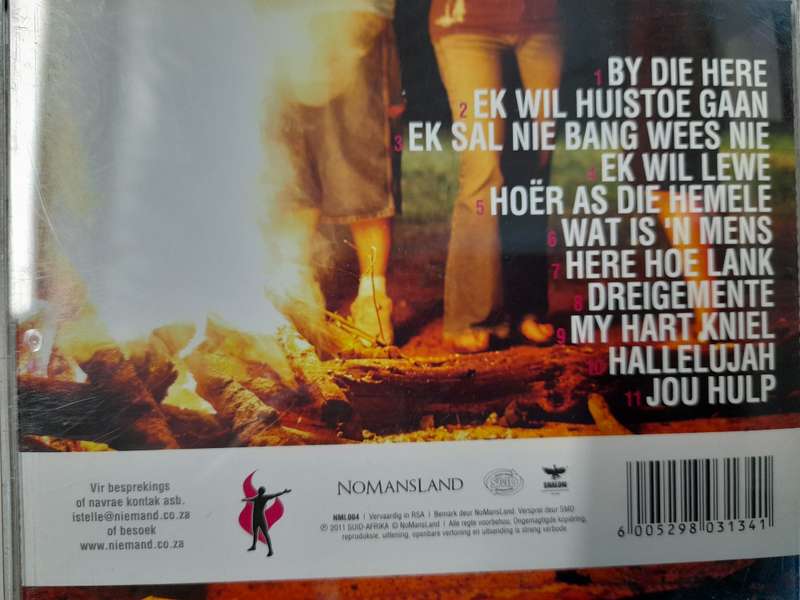 1 BY DIE HERE
2 EK WIL HUISTOE GAAN
3 EK SAL NIE BANG WEES NIE
4 EK WIL LEWE
5 HOËR AS DIE HEMELE
6 WAT IS 'N MENS
7 HERE HOE LANK
8 DREIGEMENTE
9 MY HART KNIEL
10 HALLELUJAH
11 JOU HULP
Vir besprekings
of navrae kontak asb.
istelle@niemand.co.za
of besoek
www.niemand.co.za
NOMANSLAND
SHALOM
NML004 | Vervaardig in RSA | Bemark deur NoMansLand. Versprei deur SMD
℗ 2011 SUID-AFRIKA © NoMansLand | Alle regte voorbehou. Ongemagtigde kopiëring,
reproduksie, uitlening, openbare vertoning en uitsending is streng verbode.
6 005298 031341